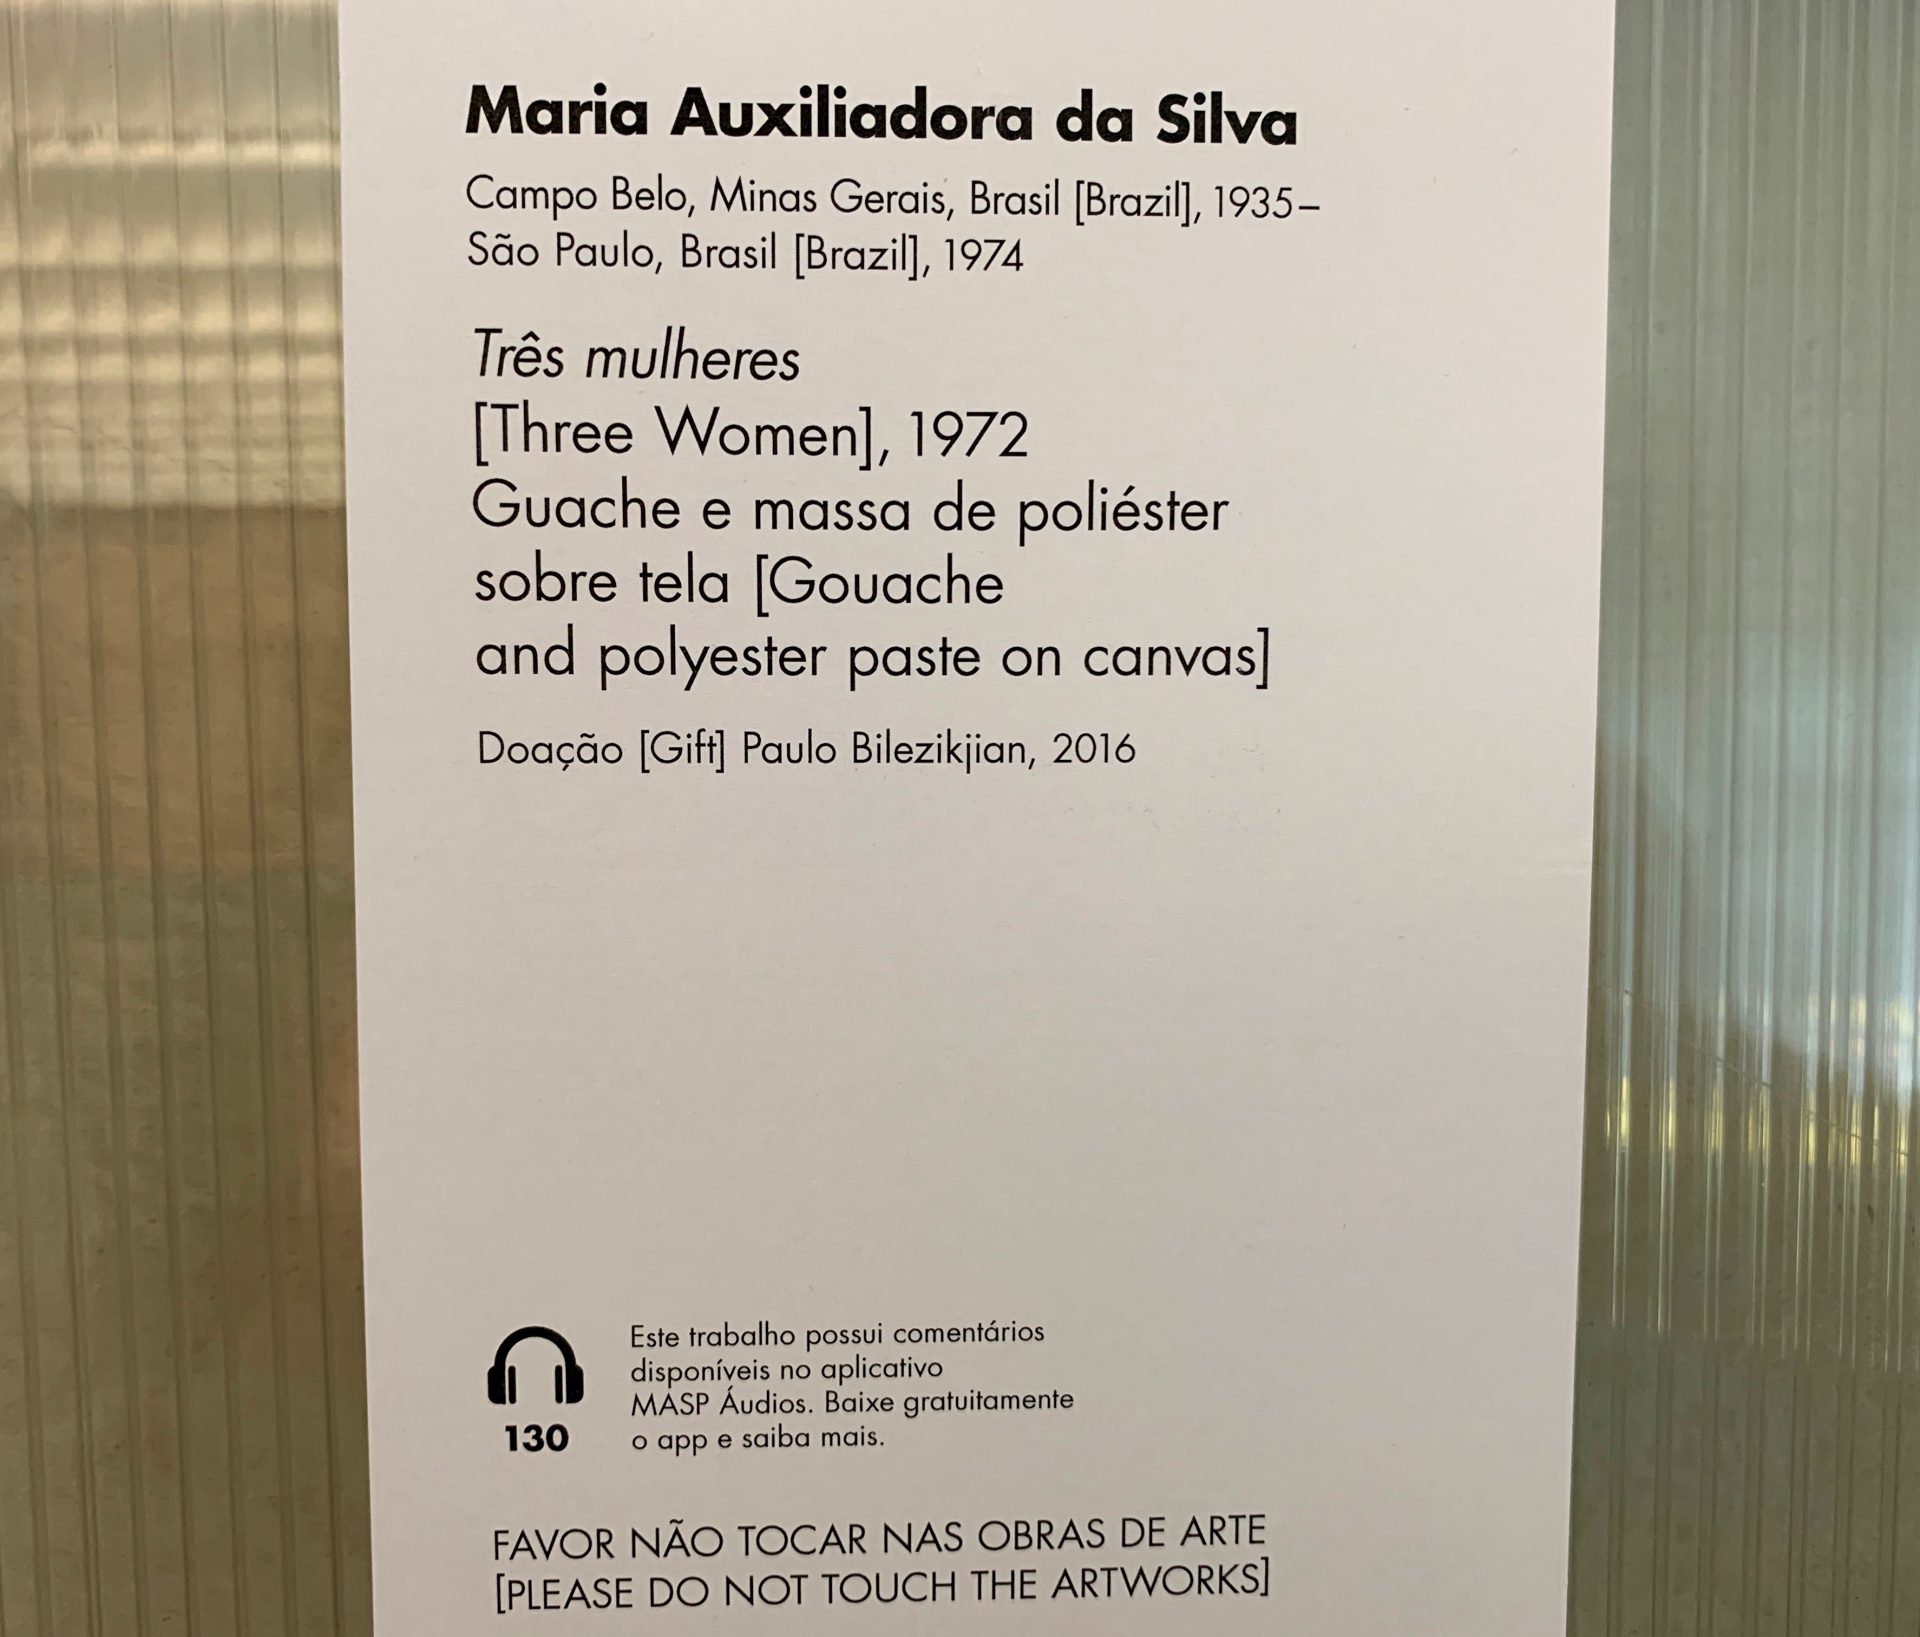 Maria Auxiliadora da Silva
Campo Belo, Minas Gerais, Brasil [Brazil], 1935–
São Paulo, Brasil [Brazil], 1974
Três mulheres
[Three Women], 1972
Guache e massa de poliéster
sobre tela [Gouache
and polyester paste on canvas]
Doação [Gift] Paulo Bilezikjian, 2016
130
Este trabalho possui comentários
disponíveis no aplicativo
MASP Áudios. Baixe gratuitamente
o app e saiba mais.
FAVOR NÃO TOCAR NAS OBRAS DE ARTE
[PLEASE DO NOT TOUCH THE ARTWORKS]